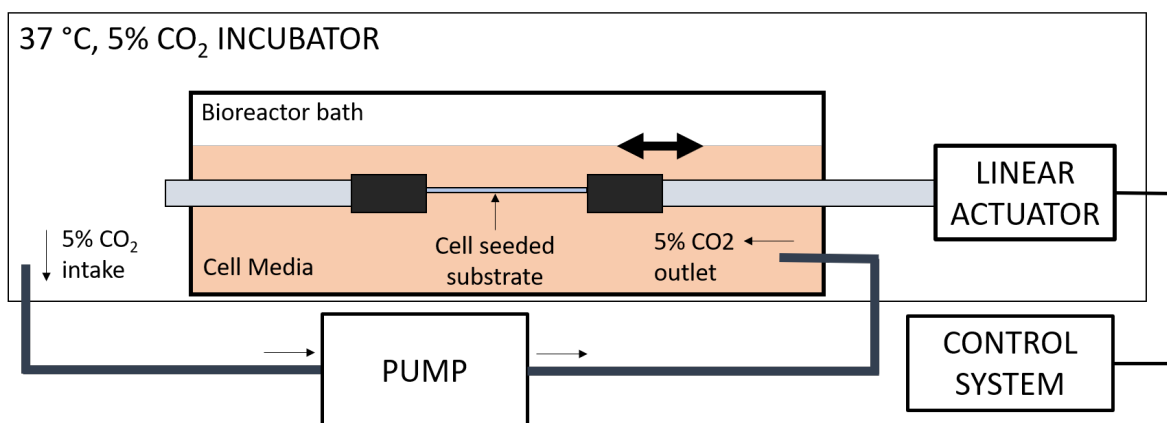 37 °C, 5% CO₂ INCUBATOR
Bioreactor bath
LINEAR
ACTUATOR
5% CO₂
intake
Cell Media
Cell seeded
substrate
5% CO2
outlet
PUMP
CONTROL
SYSTEM